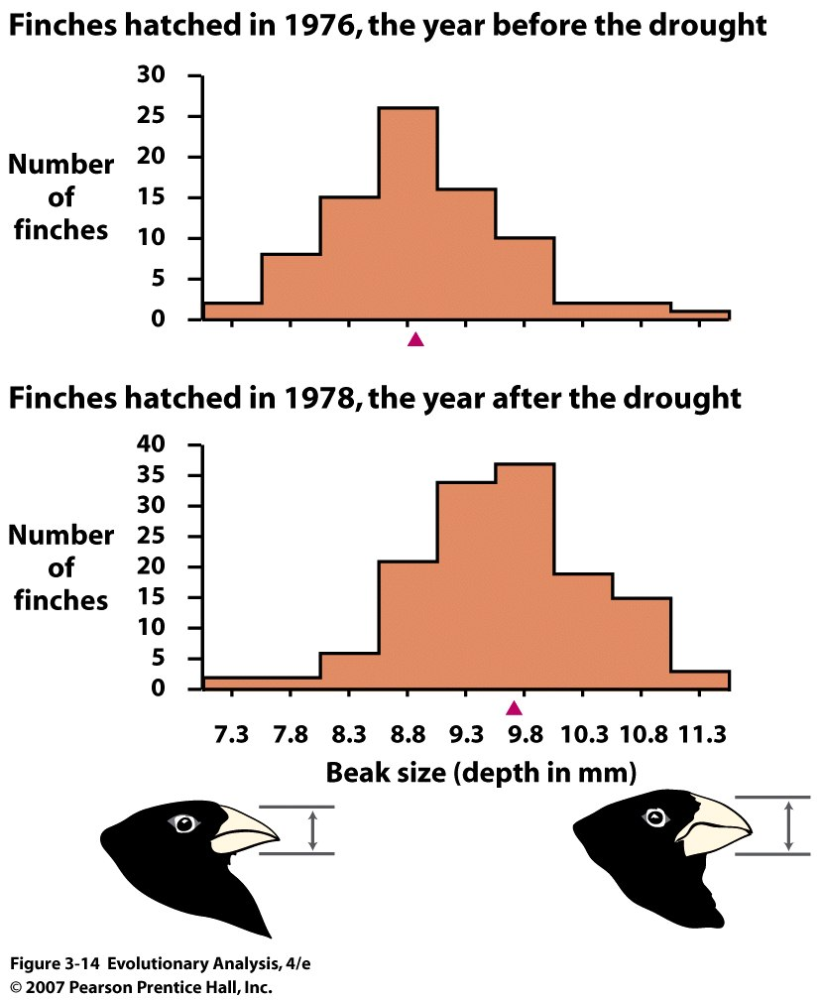 Finches hatched in 1976, the year before the drought
30
25
20
15
10
5
0
Number
of
finches
Finches hatched in 1978, the year after the drought
40
35
30
25
20
15
10
5
0
Number
of
finches
7.3 7.8 8.3 8.8 9.3 9.8 10.3 10.8 11.3
Beak size (depth in mm)
Figure 3-14 Evolutionary Analysis, 4/e
© 2007 Pearson Prentice Hall, Inc.